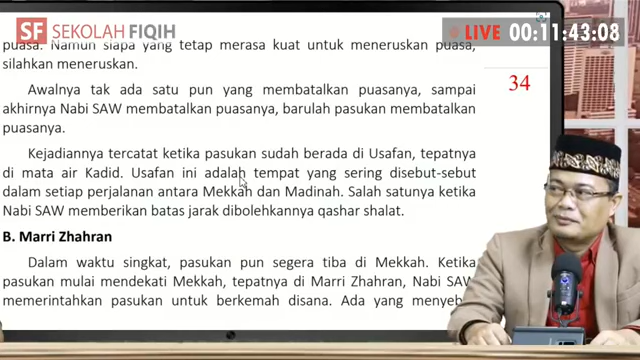 SF SEKOLAH FIQIH
LIVE 00:11:43:08
puasa. Namun siapa yang tetap merasa kuat untuk meneruskan puasa,
silahkan meneruskan.
34
Awalnya tak ada satu pun yang membatalkan puasanya, sampai
akhirnya Nabi SAW membatalkan puasanya, barulah pasukan membatalkan
puasanya.
Kejadiannya tercatat ketika pasukan sudah berada di Usafan, tepatnya
di mata air Kadid. Usafan ini adalah tempat yang sering disebut-sebut
dalam setiap perjalanan antara Mekkah dan Madinah. Salah satunya ketika
Nabi SAW memberikan batas jarak dibolehkannya qashar shalat.
B. Marri Zhahran
Dalam waktu singkat, pasukan pun segera tiba di Mekkah. Ketika
pasukan mulai mendekati Mekkah, tepatnya di Marri Zhahran, Nabi SAW
memerintahkan pasukan untuk berkemah disana. Ada yang